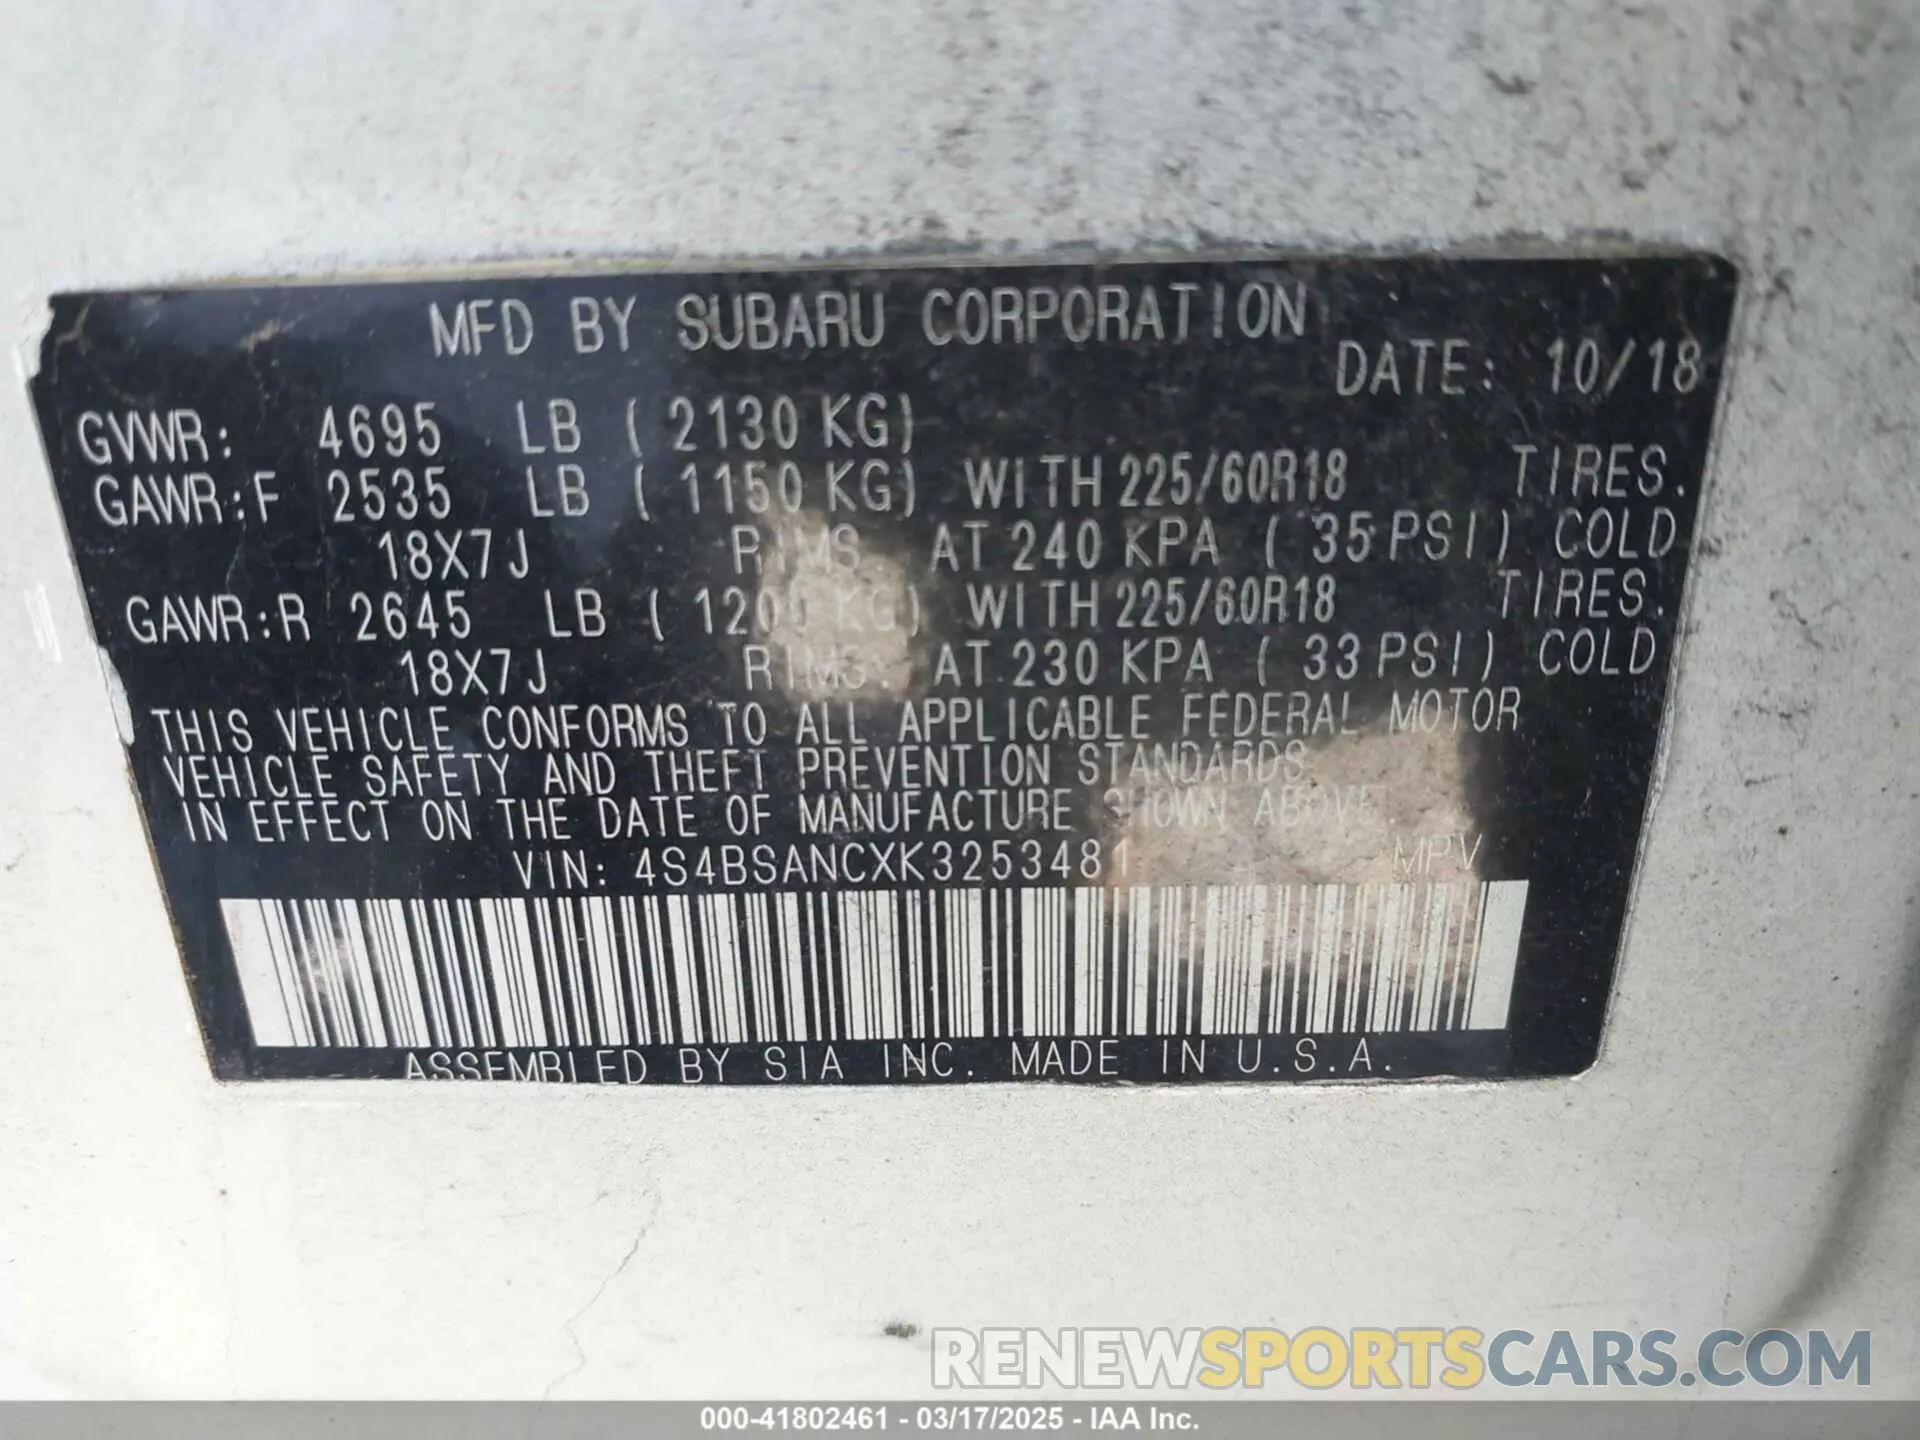 MFD BY SUBARU CORPORATION
DATE: 10/18
GVWR: 4695 LB ( 2130 KG)
GAWR:F 2535 LB ( 1150 KG) WITH 225/60R18 TIRES.
18X7J RIMS. AT 240 KPA ( 35 PSI) COLD
GAWR:R 2645 LB ( 1200 KG) WITH 225/60R18 TIRES.
18X7J RIMS. AT 230 KPA ( 33 PSI) COLD
THIS VEHICLE CONFORMS TO ALL APPLICABLE FEDERAL MOTOR
VEHICLE SAFETY AND THEFT PREVENTION STANDARDS
IN EFFECT ON THE DATE OF MANUFACTURE SHOWN ABOVE.
VIN: 4S4BSANCXK3253481 MPV
ASSEMBLED BY SIA INC. MADE IN U.S.A.
RENEWSPORTSCARS.COM
000-41802461 - 03/17/2025 - IAA Inc.